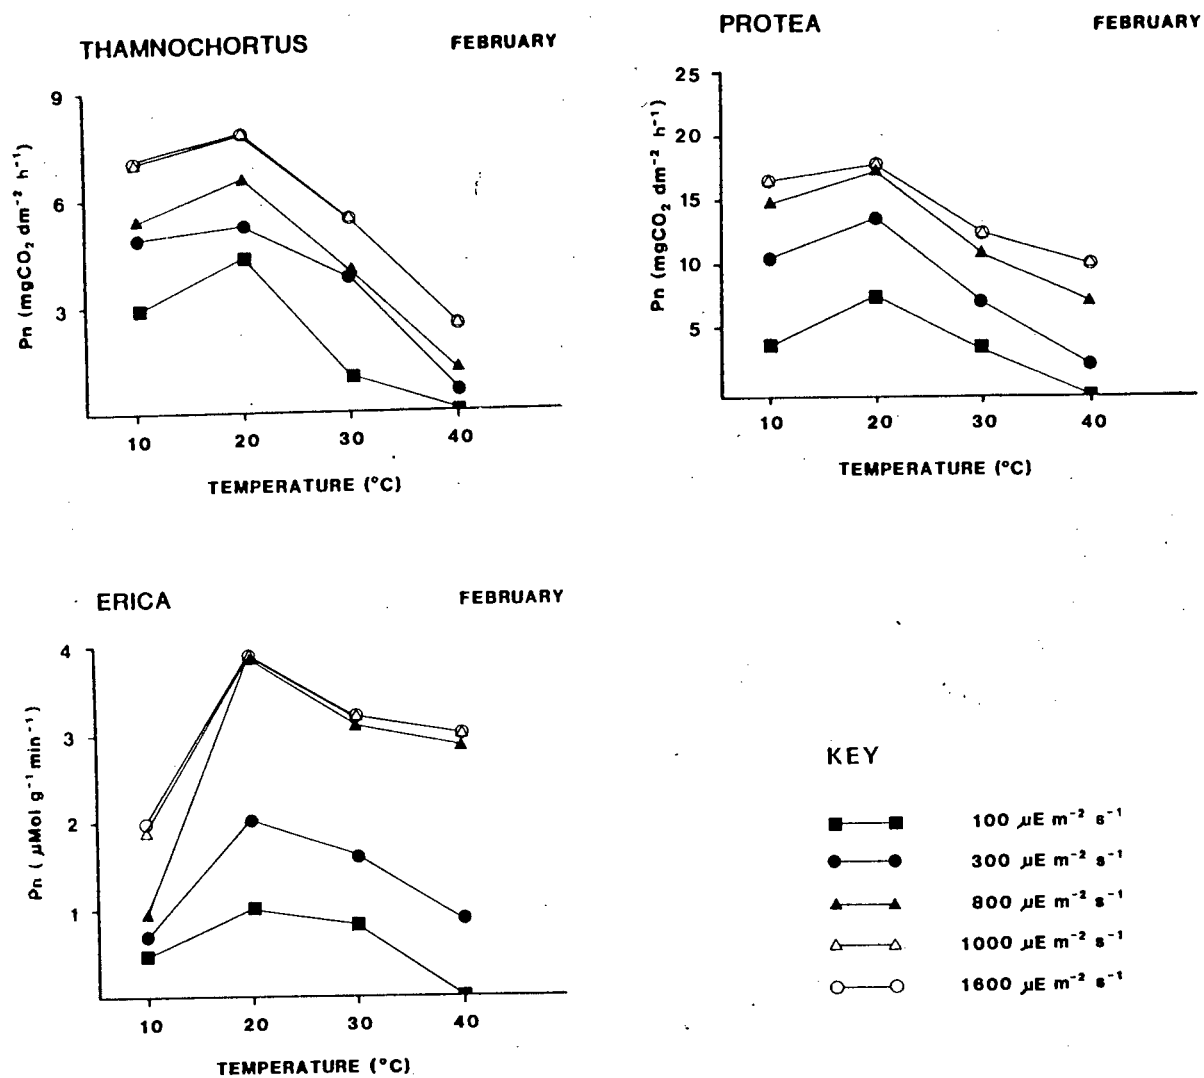 THAMNOCHORTUS FEBRUARY
Pn (mgCO₂ dm⁻² h⁻¹)
9
6
3
10 20 30 40
TEMPERATURE (°C)
PROTEA FEBRUARY
Pn (mgCO₂ dm⁻² h⁻¹)
25
20
15
10
5
10 20 30 40
TEMPERATURE (°C)
ERICA FEBRUARY
Pn ( µMol g⁻¹ min⁻¹)
4
3
2
1
10 20 30 40
TEMPERATURE (°C)
KEY
100 µE m⁻² s⁻¹
300 µE m⁻² s⁻¹
800 µE m⁻² s⁻¹
1000 µE m⁻² s⁻¹
1600 µE m⁻² s⁻¹